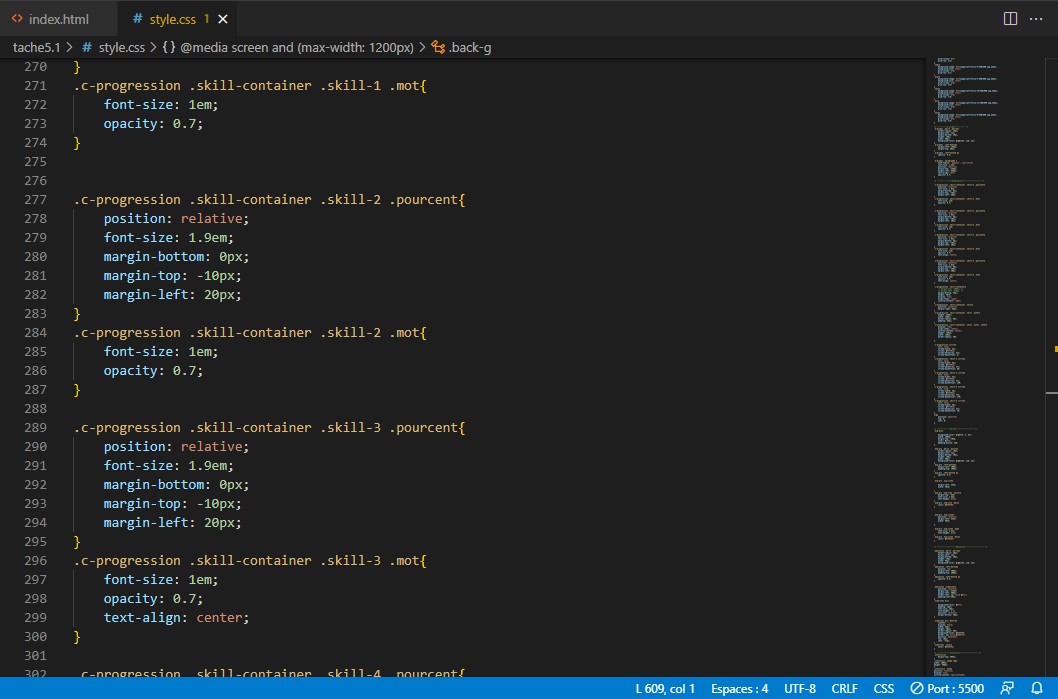 index.html
style.css 1
tache5.1 > # style.css > {} @media screen and (max-width: 1200px) > .back-g
270 }
271 .c-progression .skill-container .skill-1 .mot{
272 font-size: 1em;
273 opacity: 0.7;
274 }
275
276
277 .c-progression .skill-container .skill-2 .pourcent{
278 position: relative;
279 font-size: 1.9em;
280 margin-bottom: 0px;
281 margin-top: -10px;
282 margin-left: 20px;
283 }
284 .c-progression .skill-container .skill-2 .mot{
285 font-size: 1em;
286 opacity: 0.7;
287 }
288
289 .c-progression .skill-container .skill-3 .pourcent{
290 position: relative;
291 font-size: 1.9em;
292 margin-bottom: 0px;
293 margin-top: -10px;
294 margin-left: 20px;
295 }
296 .c-progression .skill-container .skill-3 .mot{
297 font-size: 1em;
298 opacity: 0.7;
299 text-align: center;
300 }
301
302 .c-progression .skill-container .skill-4 .pourcent{
L 609, col 1 Espaces : 4 UTF-8 CRLF CSS Port : 5500